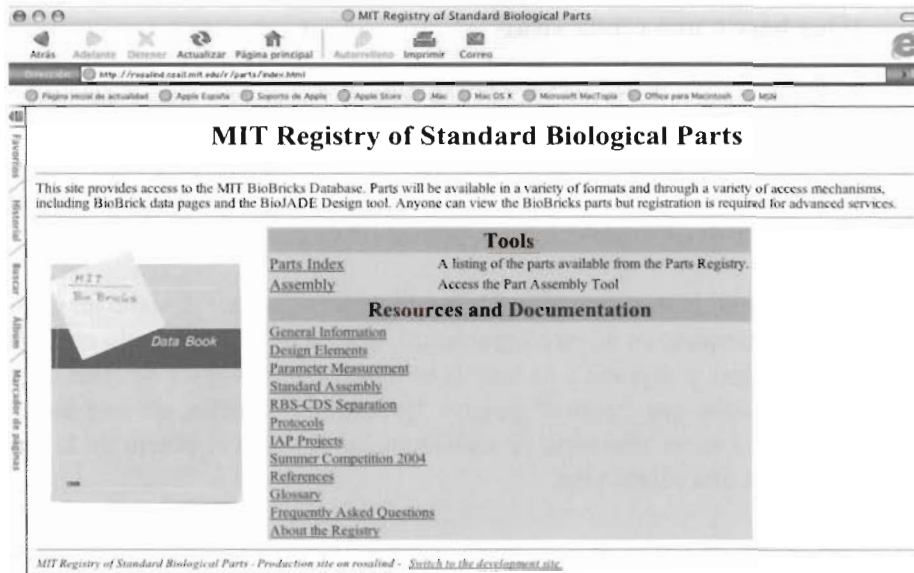 MIT Registry of Standard Biological Parts
Atrás Adelante Detener Actualizar Página principal Autorrelleno Imprimir Correo
Dirección http://rosalind.csail.mit.edu/r/parts/index.html
Página inicial de actualidad Apple España Soporte de Apple Apple Store .Mac Mac OS X Microsoft MacTopia Office para Macintosh MSN
Favoritos
Historial
Buscar
Álbum
Marcador de páginas
MIT Registry of Standard Biological Parts
This site provides access to the MIT BioBricks Database. Parts will be available in a variety of formats and through a variety of access mechanisms,
including BioBrick data pages and the BioJADE Design tool. Anyone can view the BioBricks parts but registration is required for advanced services.
MIT
Bio Bricks
Data Book
Tools
Parts Index A listing of the parts available from the Parts Registry.
Assembly Access the Part Assembly Tool
Resources and Documentation
General Information
Design Elements
Parameter Measurement
Standard Assembly
RBS-CDS Separation
Protocols
IAP Projects
Summer Competition 2004
References
Glossary
Frequently Asked Questions
About the Registry
MIT Registry of Standard Biological Parts - Production site on rosalind - Switch to the development site.